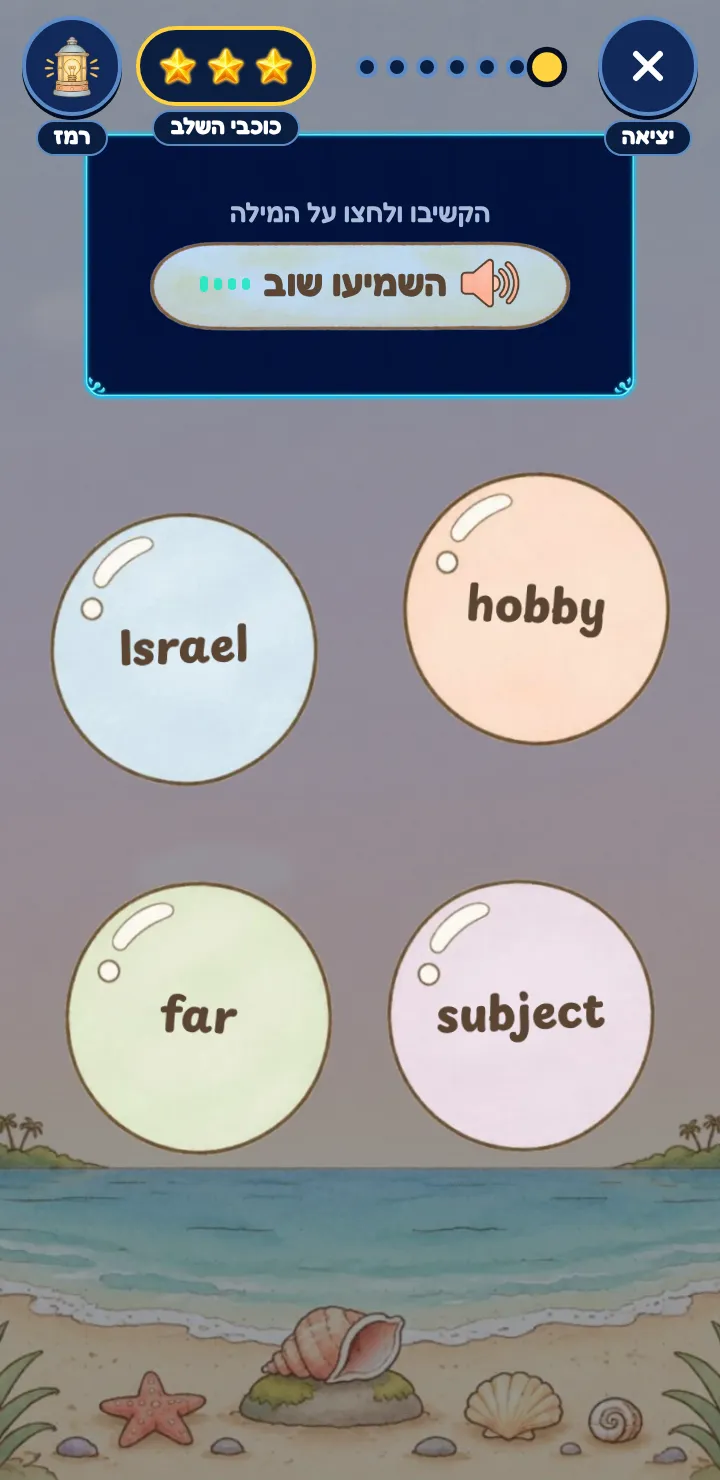 רמז
כוכבי השלב
יציאה
הקשיבו ולחצו על המילה
השמיעו שוב
Israel
hobby
far
subject